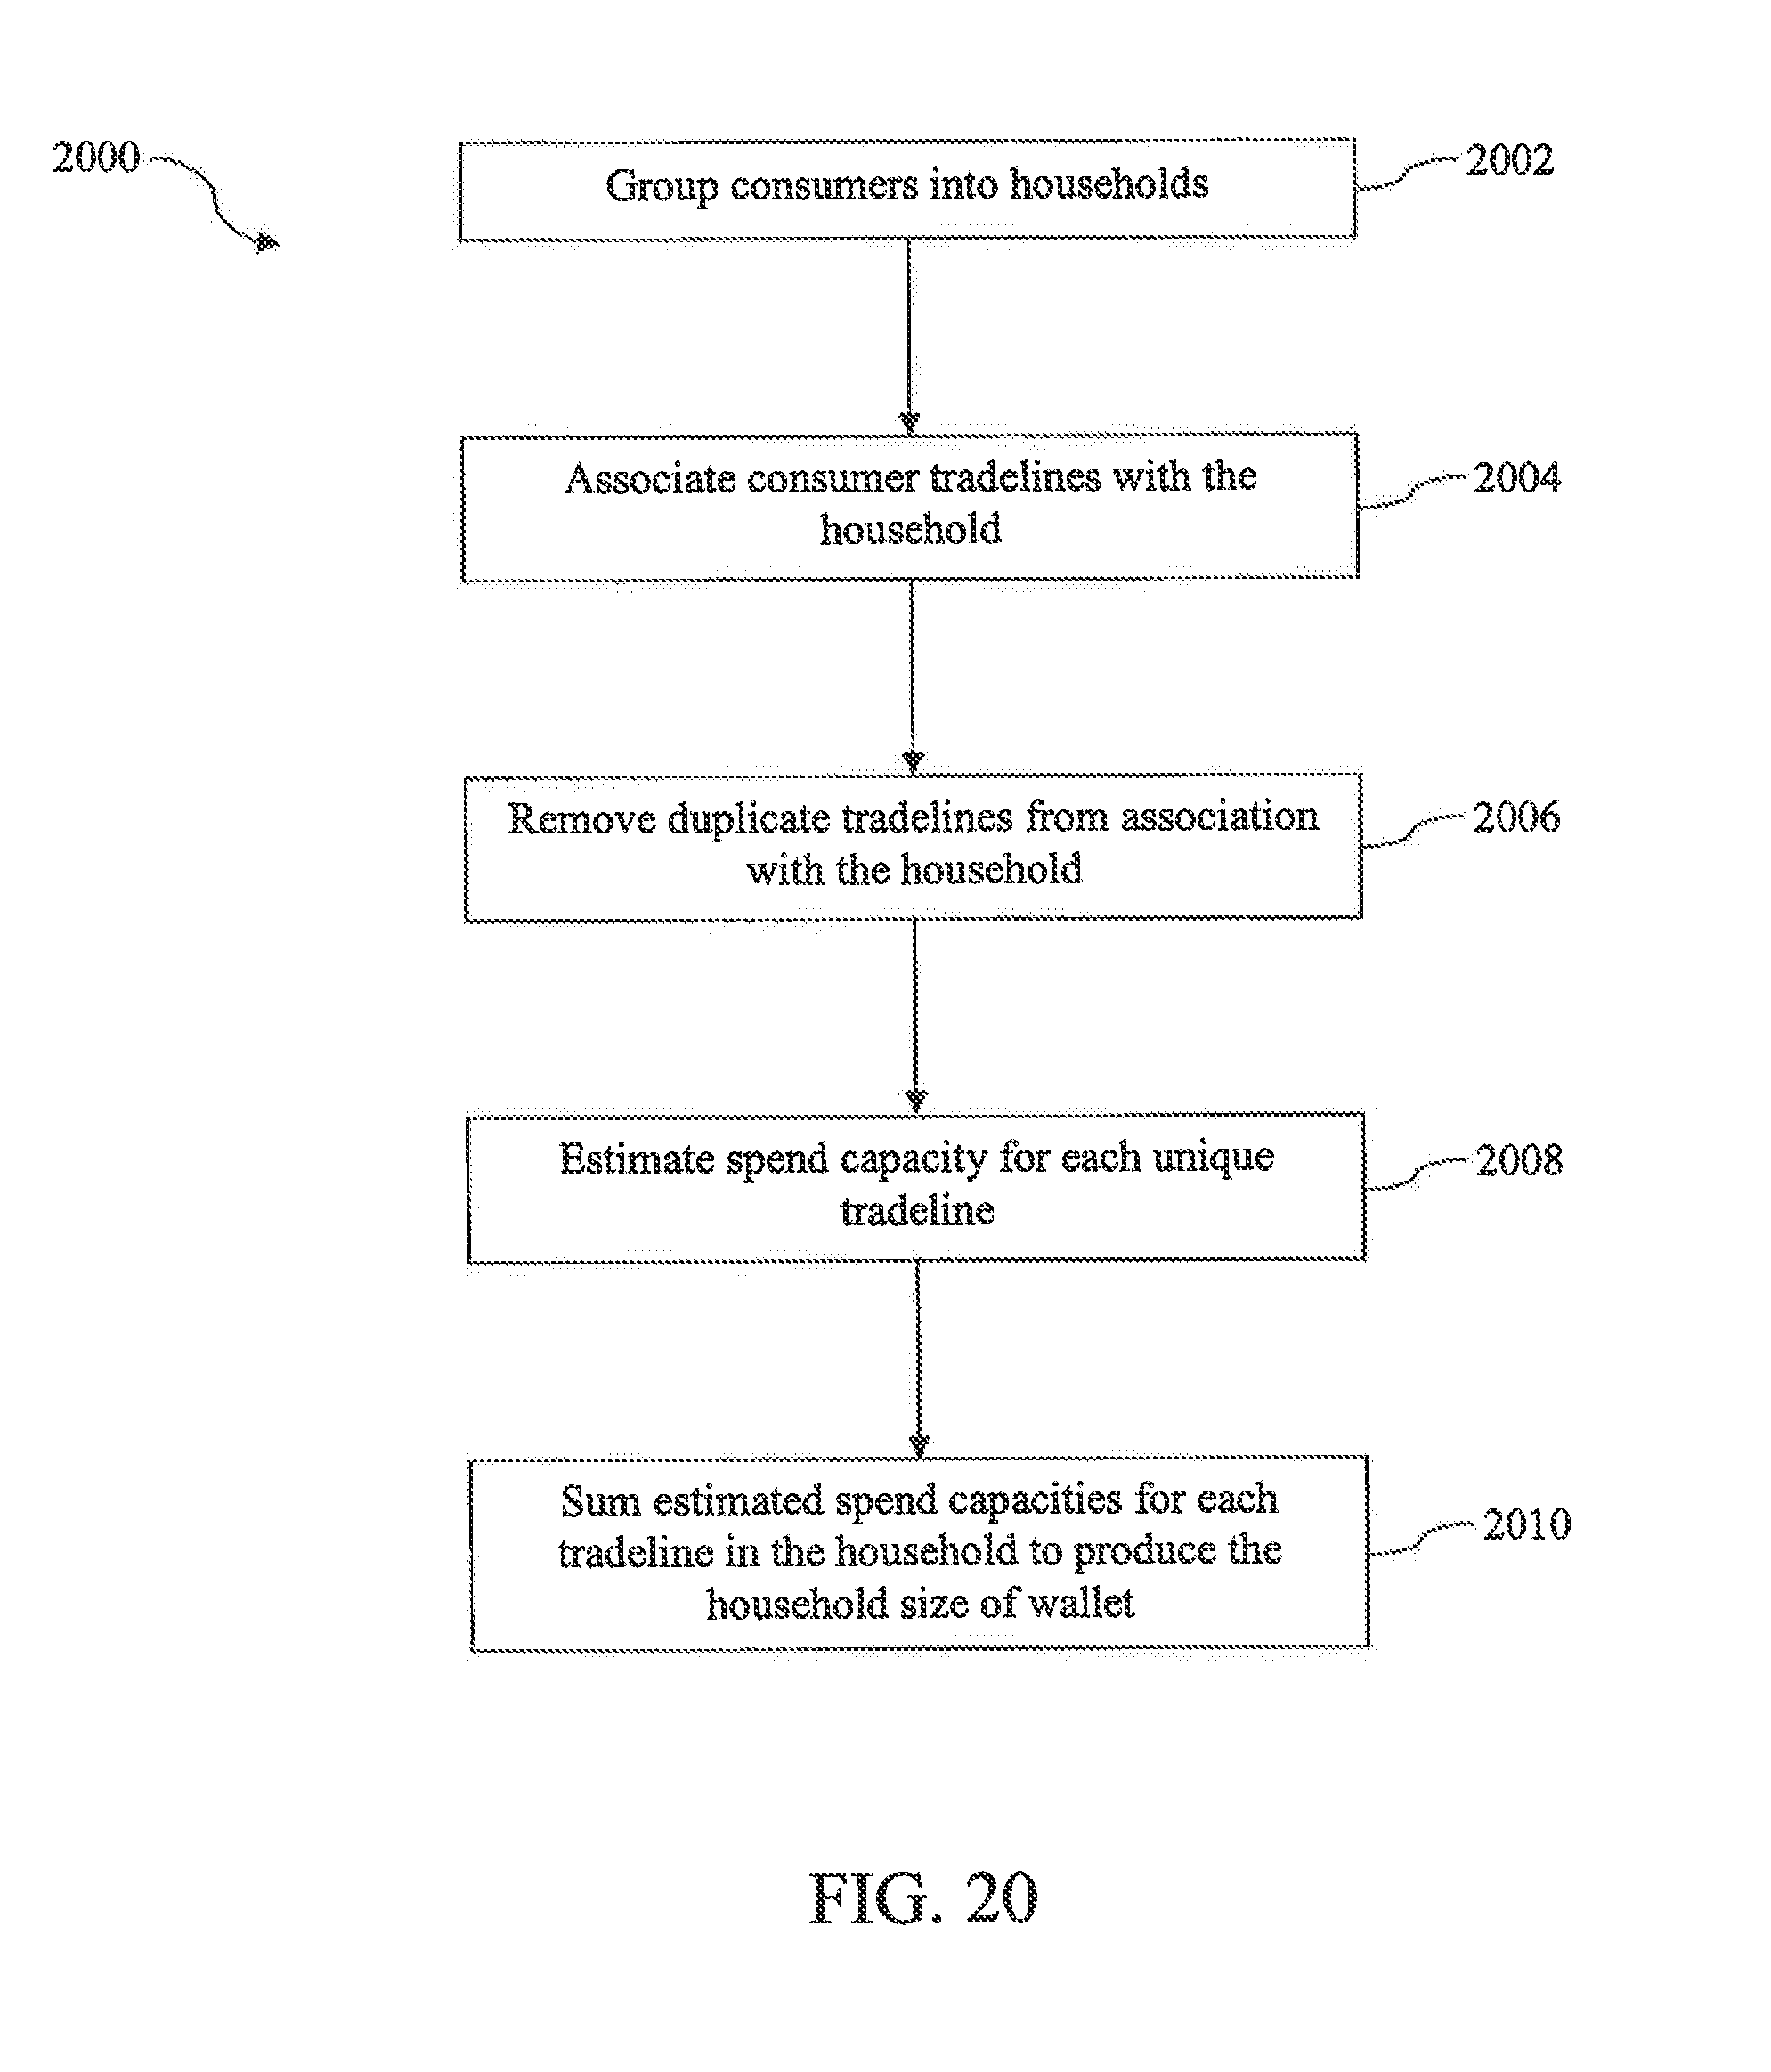 2000
Group consumers into households
2002
Associate consumer tradelines with the
household
2004
Remove duplicate tradelines from association
with the household
2006
Estimate spend capacity for each unique
tradeline
2008
Sum estimated spend capacities for each
tradeline in the household to produce the
household size of wallet
2010
FIG. 20